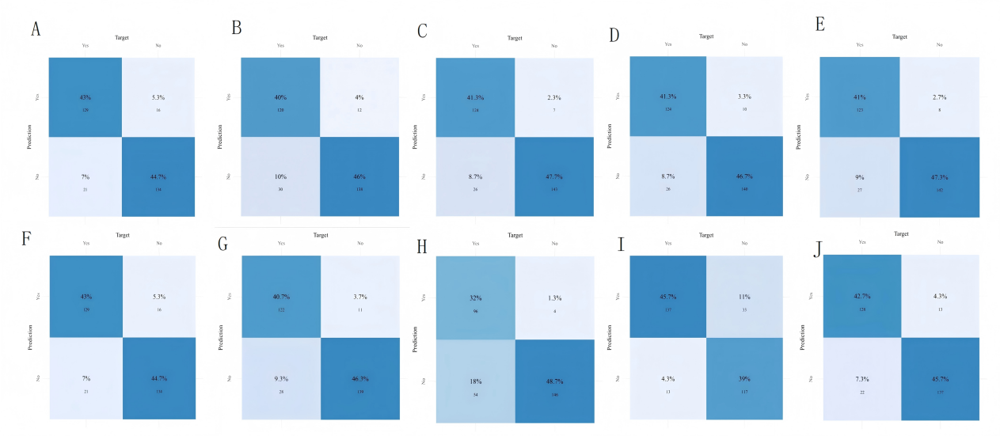 A
Target
Yes No
Prediction
Yes
43% 5.3%
129 16
No
7% 44.7%
21 134
B
Target
Yes No
Yes
40% 4%
120 12
No
10% 46%
30 138
C
Target
Yes No
Prediction
Yes
41.3% 2.3%
124 7
No
8.7% 47.7%
26 143
D
Target
Yes No
Prediction
Yes
41.3% 3.3%
124 10
No
8.7% 46.7%
26 140
E
Target
Yes No
Prediction
Yes
41% 2.7%
123 8
No
9% 47.3%
27 142
F
Target
Yes No
Prediction
Yes
43% 5.3%
129 16
No
7% 44.7%
21 134
G
Target
Yes No
Prediction
Yes
40.7% 3.7%
122 11
No
9.3% 46.3%
28 139
H
Yes No
Prediction
Yes
32% 1.3%
96 4
No
18% 48.7%
54 146
I
Target
Yes No
Prediction
Yes
45.7% 11%
137 33
No
4.3% 39%
13 117
J
Target
Yes No
Prediction
Yes
42.7% 4.3%
128 13
No
7.3% 45.7%
22 137